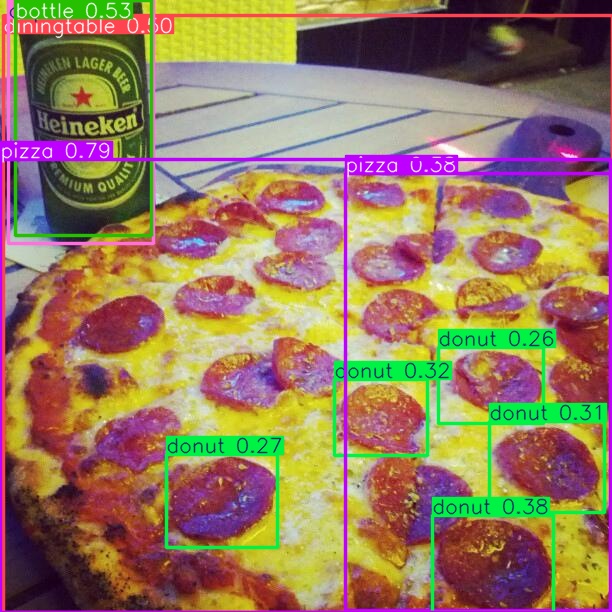 bottle 0.53
diningtable 0.50
HEINEKEN LAGER BEER
Heineken
PREMIUM QUALITY
pizza 0.79
pizza 0.38
donut 0.26
donut 0.32
donut 0.31
donut 0.27
donut 0.38